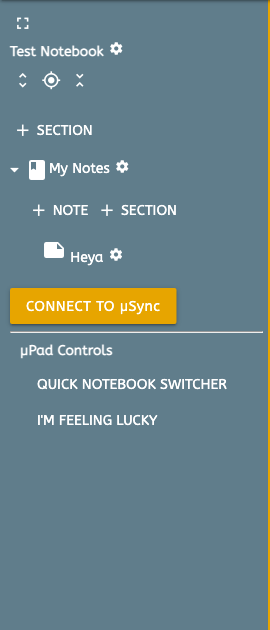 Test Notebook
+ SECTION
My Notes
+ NOTE + SECTION
Heya
CONNECT TO µSync
µPad Controls
QUICK NOTEBOOK SWITCHER
I'M FEELING LUCKY